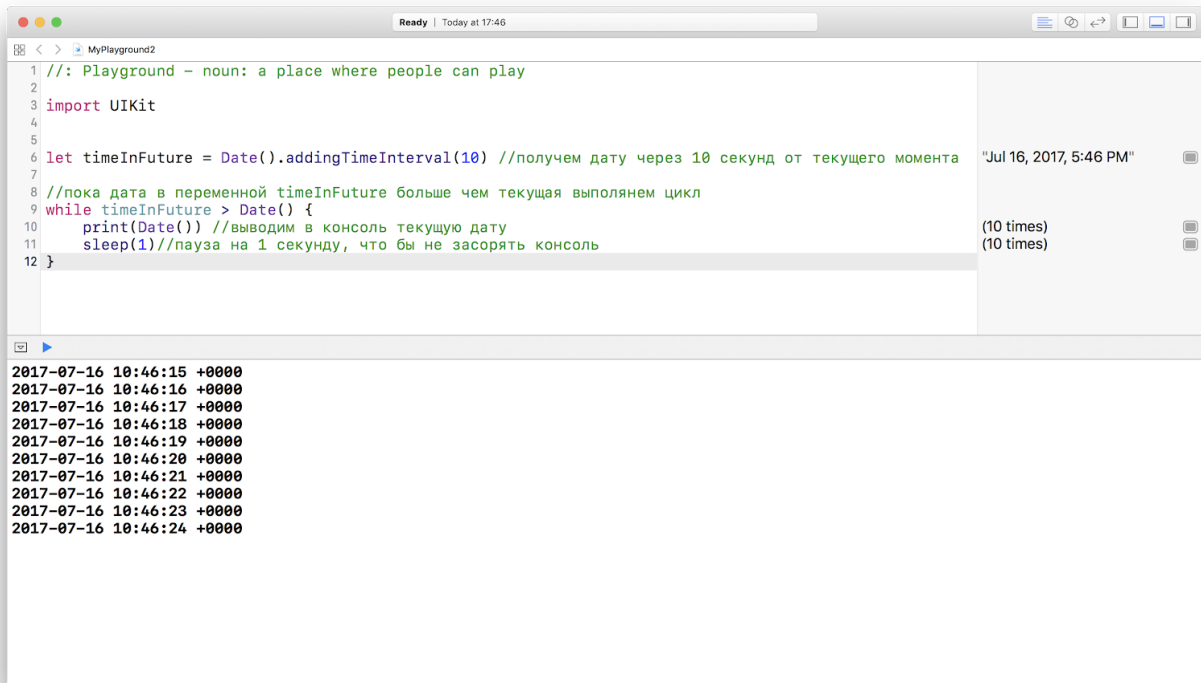 Ready | Today at 17:46
MyPlayground2
1 //: Playground – noun: a place where people can play
2
3 import UIKit
4
5
6 let timeInFuture = Date().addingTimeInterval(10) //получем дату через 10 секунд от текущего момента "Jul 16, 2017, 5:46 PM"
7
8 //пока дата в переменной timeInFuture больше чем текущая выполянем цикл
9 while timeInFuture > Date() {
10 print(Date()) //выводим в консоль текущую дату (10 times)
11 sleep(1)//пауза на 1 секунду, что бы не засорять консоль (10 times)
12 }
2017-07-16 10:46:15 +0000
2017-07-16 10:46:16 +0000
2017-07-16 10:46:17 +0000
2017-07-16 10:46:18 +0000
2017-07-16 10:46:19 +0000
2017-07-16 10:46:20 +0000
2017-07-16 10:46:21 +0000
2017-07-16 10:46:22 +0000
2017-07-16 10:46:23 +0000
2017-07-16 10:46:24 +0000